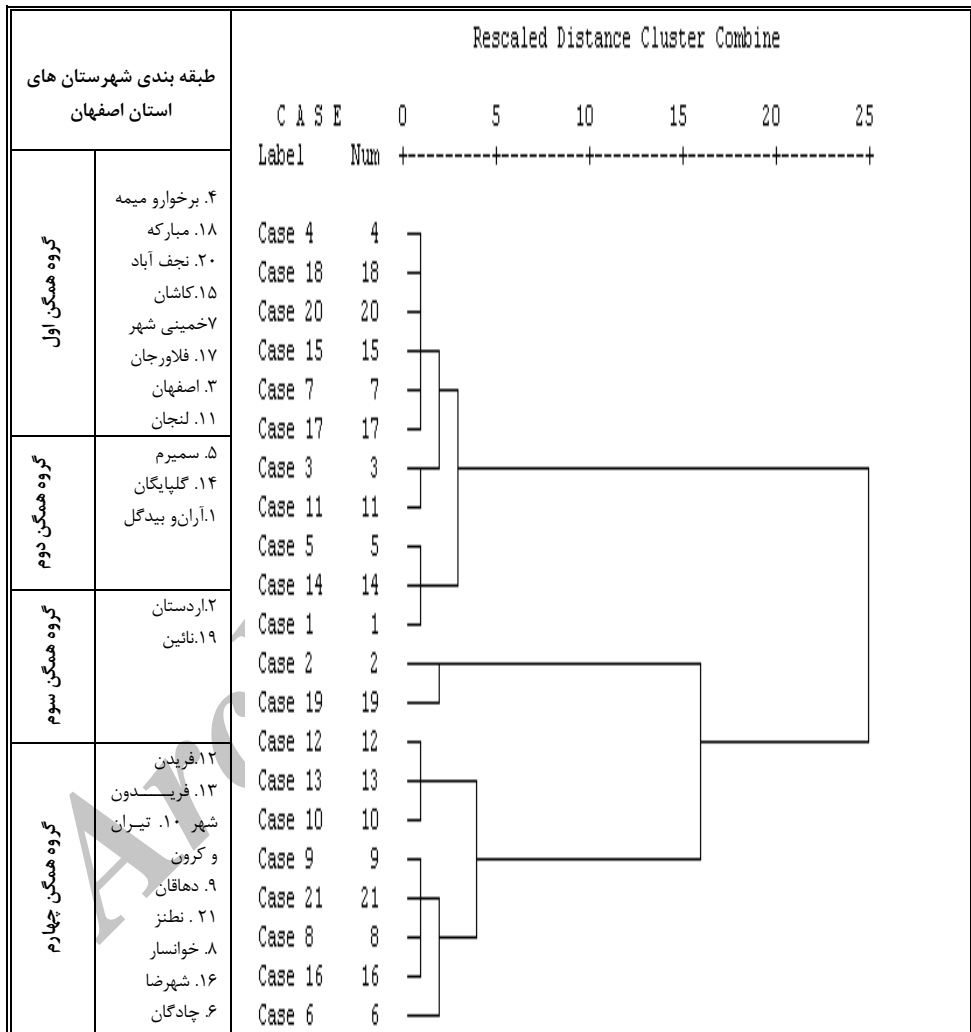 طبقه بندی شهرستان های
استان اصفهان
گروه همگن اول
۴. برخوارو میمه
۱۸. مبارکه
۲۰. نجف آباد
۱۵.کاشان
۷خمینی شهر
۱۷. فلاورجان
۳. اصفهان
۱۱. لنجان
گروه همگن دوم
۵. سمیرم
۱۴. گلپایگان
۱.آران‌و بیدگل
گروه همگن سوم
۲.اردستان
۱۹.نائین
گروه همگن چهارم
۱۲.فریدن
۱۳. فریـــــدون
شهر ۱۰. تیـران
و کرون
۹. دهاقان
۲۱ . نطنز
۸. خوانسار
۱۶. شهرضا
۶. چادگان
Rescaled Distance Cluster Combine
C A S E 0 5 10 15 20 25
Label Num +---------+---------+---------+---------+---------+
Case 4 4
Case 18 18
Case 20 20
Case 15 15
Case 7 7
Case 17 17
Case 3 3
Case 11 11
Case 5 5
Case 14 14
Case 1 1
Case 2 2
Case 19 19
Case 12 12
Case 13 13
Case 10 10
Case 9 9
Case 21 21
Case 8 8
Case 16 16
Case 6 6